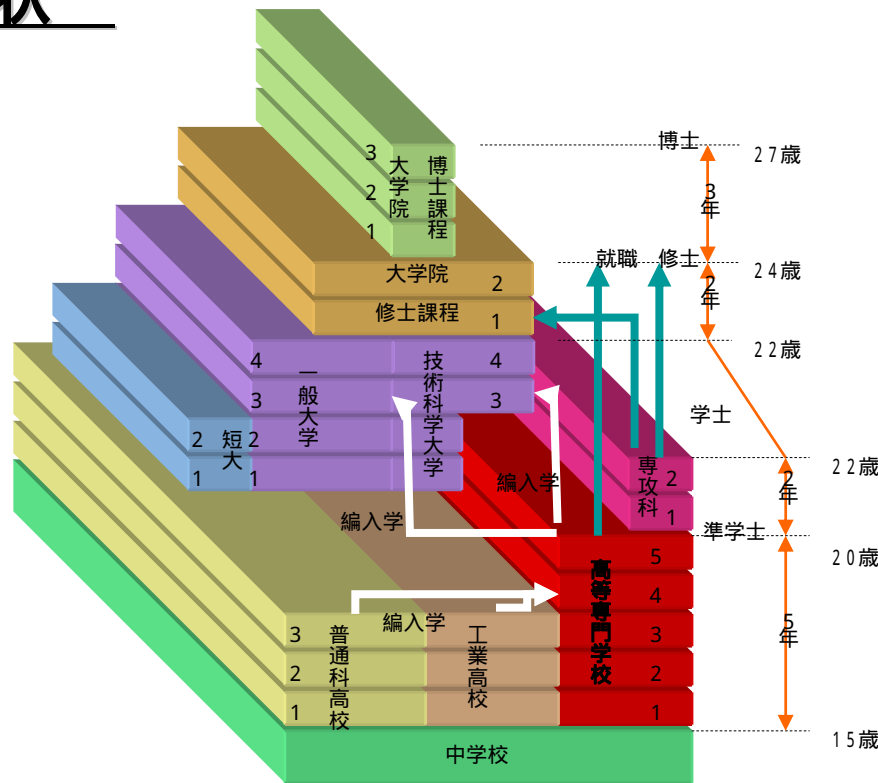 状
博士
27歳
3年
3
2
1
大学院
博士課程
就職
修士
24歳
2年
大学院
2
修士課程
1
22歳
4
3
一般大学
技術科学大学
4
3
学士
2
1
短大
2
1
専攻科
2
1
22歳
2年
編入学
編入学
準学士
20歳
5
4
3
2
1
高等専門学校
5年
編入学
3
2
1
普通科高校
工業高校
15歳
中学校